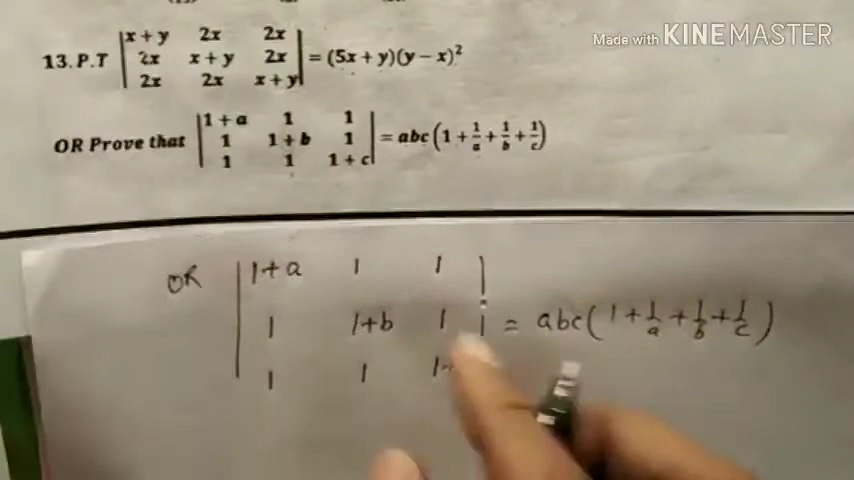 Made with KINEMASTER
13. P.T | x + y 2x 2x |
| 2x x + y 2x | = (5x + y)(y − x)²
| 2x 2x x + y |
| 1 + a 1 1 |
OR Prove that | 1 1 + b 1 | = abc (1 + 1/a + 1/b + 1/c)
| 1 1 1 + c |
OR | 1+a 1 1 |
| 1 1+b 1 | = abc ( 1 + 1/a + 1/b + 1/c )
| 1 1 1+